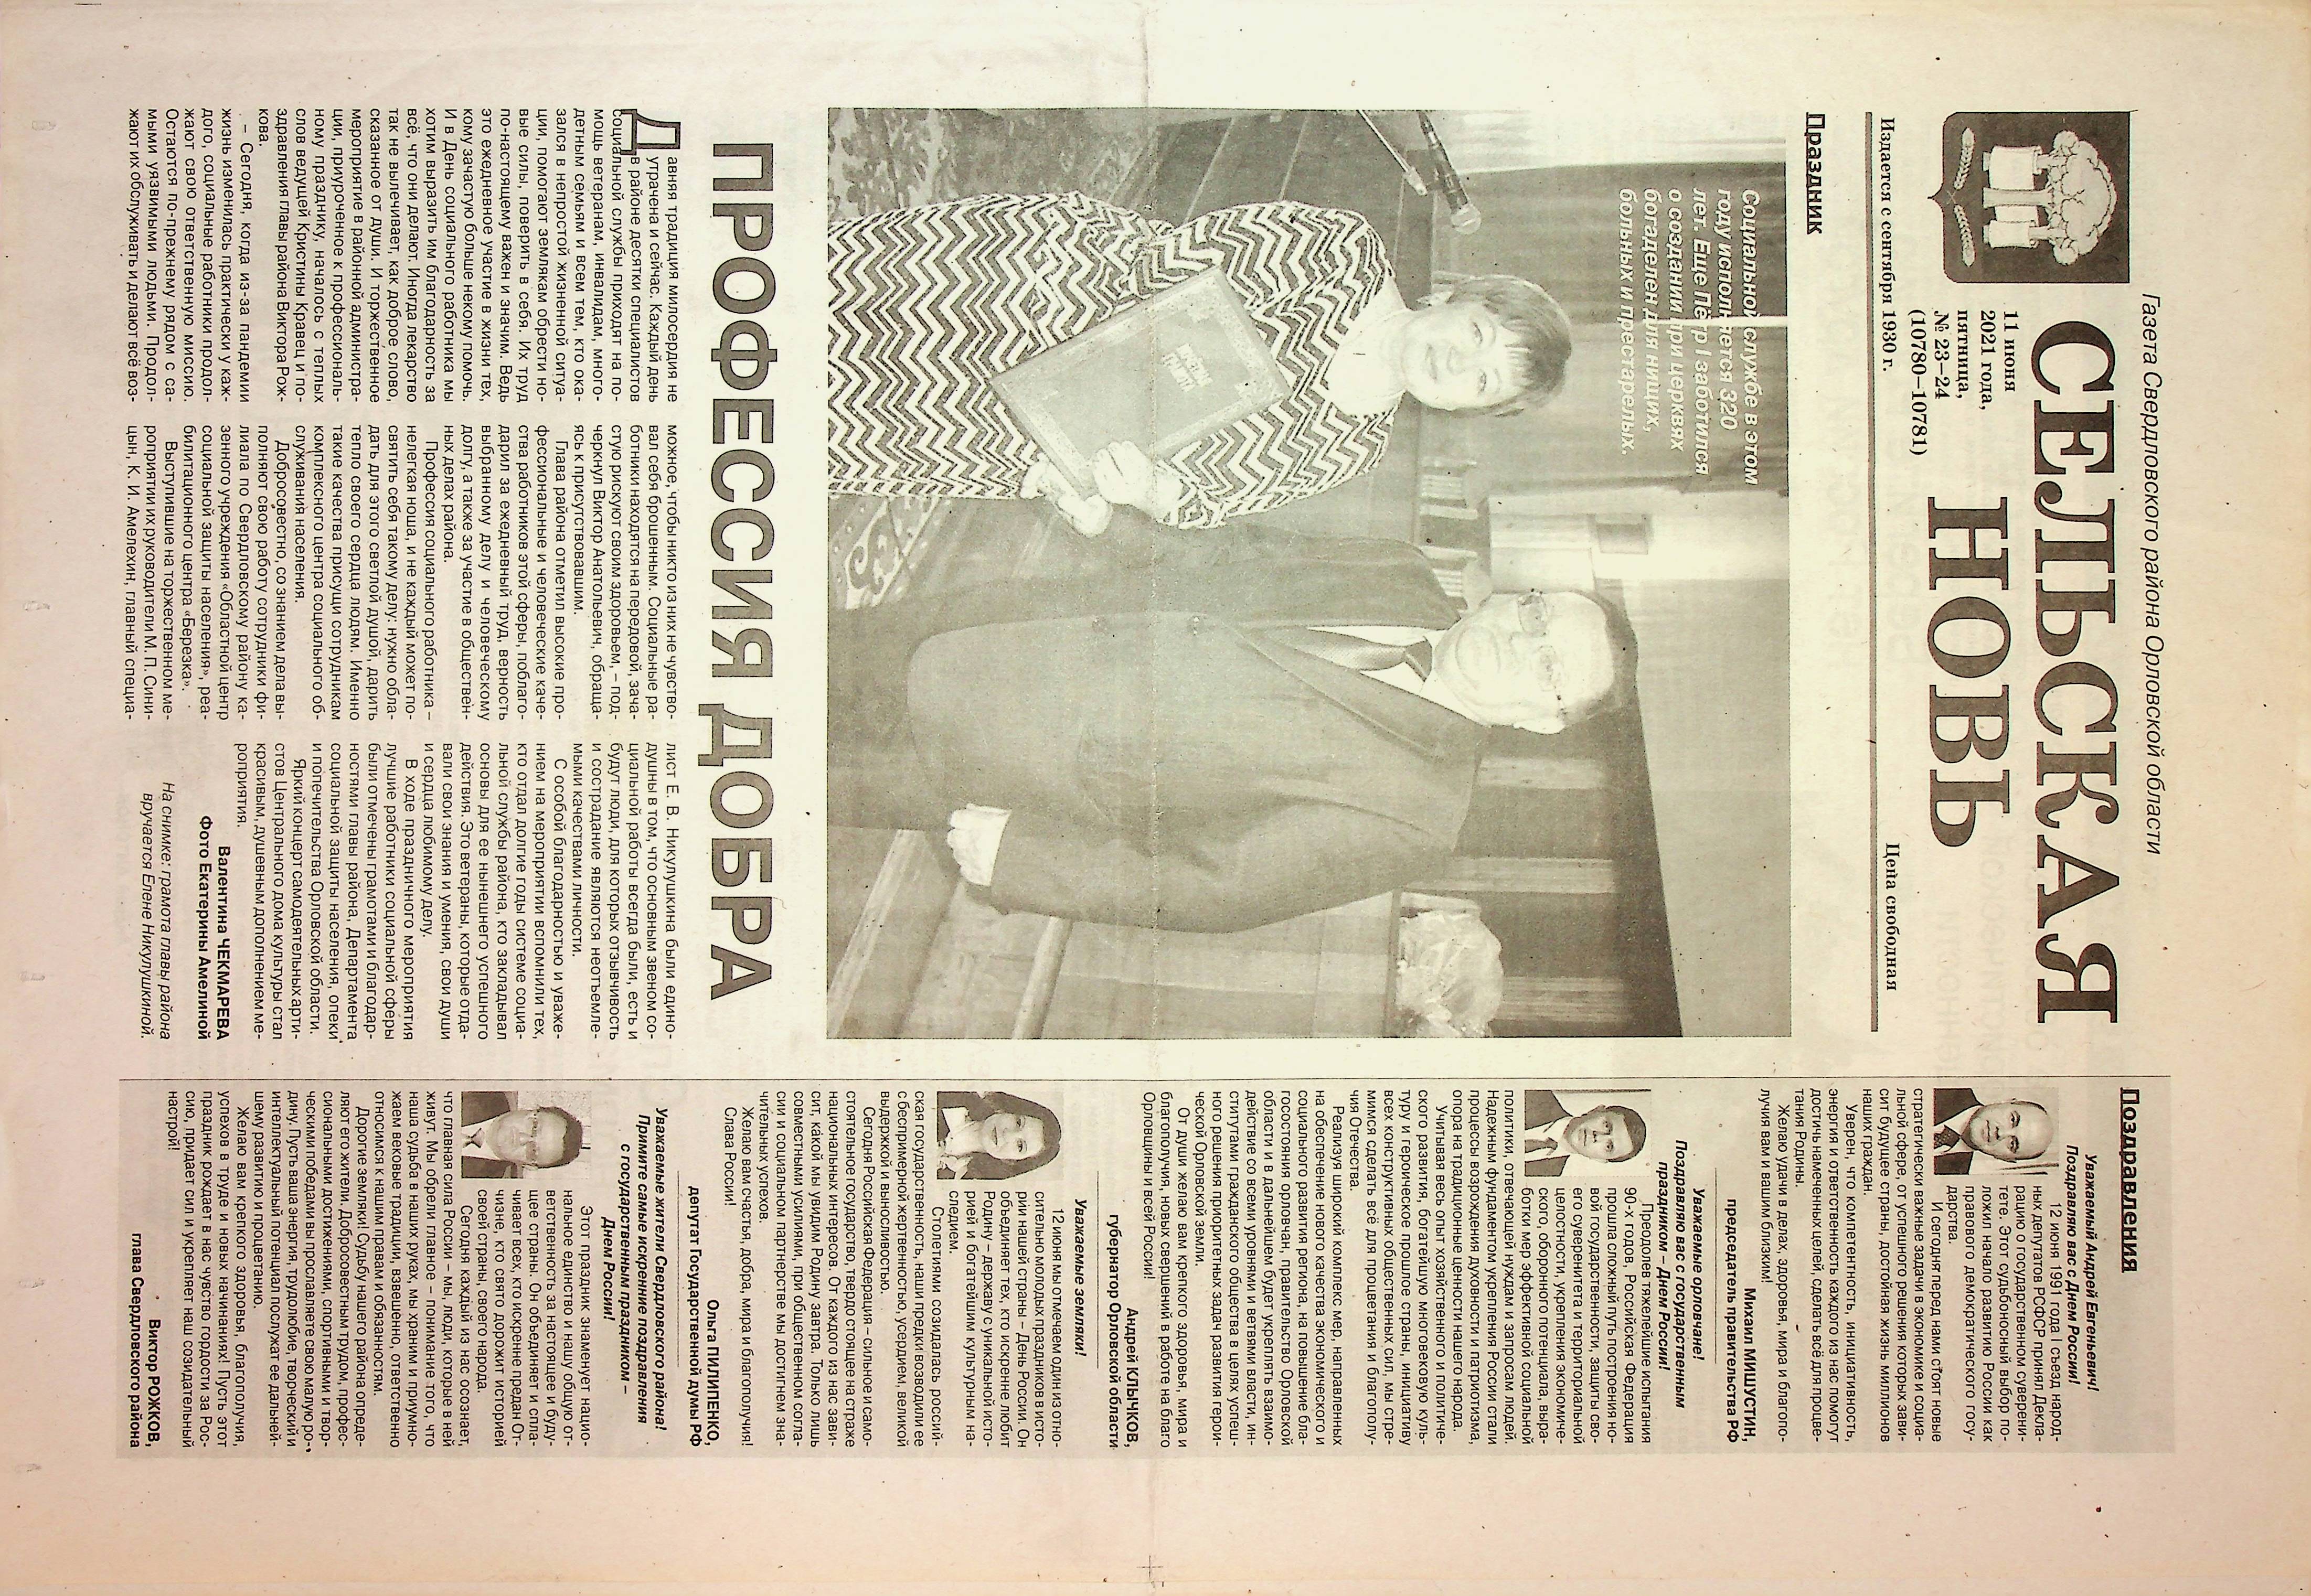 Газета Свердловского района Орловской области
СЕЛЬСКАЯ
НОВЬ
11 июня
2021 года,
пятница,
№ 23–24
(10780–10781)
Издается с сентября 1930 г.
Цена свободная
Праздник
Социальной службе в этом
году исполняется 320
лет. Еще Пётр I заботился
о создании при церквях
богаделен для нищих,
больных и престарелых.
ПРОФЕССИЯ ДОБРА
Давняя традиция милосердия не
утрачена и сейчас. Каждый день
в районе десятки специалистов
социальной службы приходят на по-
мощь ветеранам, инвалидам, много-
детным семьям и всем тем, кто ока-
зался в непростой жизненной ситуа-
ции, помогают землякам обрести но-
вые силы, поверить в себя. Их труд
по-настоящему важен и значим. Ведь
это ежедневное участие в жизни тех,
кому зачастую больше некому помочь.
И в День социального работника мы
хотим выразить им благодарность за
всё, что они делают. Иногда лекарство
так не вылечивает, как доброе слово,
сказанное от души. И торжественное
мероприятие в районной администра-
ции, приуроченное к профессиональ-
ному празднику, началось с теплых
слов ведущей Кристины Кравец и по-
здравления главы района Виктора Рож-
кова.
– Сегодня, когда из-за пандемии
жизнь изменилась практически у каж-
дого, социальные работники продол-
жают свою ответственную миссию.
Остаются по-прежнему рядом с са-
мыми уязвимыми людьми. Продол-
жают их обслуживать и делают всё воз-
можное, чтобы никто из них не чувство-
вал себя брошенным. Социальные ра-
ботники находятся на передовой, зача-
стую рискуют своим здоровьем, – под-
черкнул Виктор Анатольевич, обраща-
ясь к присутствовавшим.
Глава района отметил высокие про-
фессиональные и человеческие каче-
ства работников этой сферы, поблаго-
дарил за ежедневный труд, верность
выбранному делу и человеческому
долгу, а также за участие в обществен-
ных делах района.
Профессия социального работника –
нелегкая ноша, и не каждый может по-
святить себя такому делу: нужно обла-
дать для этого светлой душой, дарить
тепло своего сердца людям. Именно
такие качества присущи сотрудникам
комплексного центра социального об-
служивания населения.
Добросовестно, со знанием дела вы-
полняют свою работу сотрудники фи-
лиала по Свердловскому району ка-
зенного учреждения «Областной центр
социальной защиты населения», реа-
билитационного центра «Березка».
Выступившие на торжественном ме-
роприятии их руководители М. П. Сини-
цын, К. И. Амелехин, главный специа-
лист Е. В. Никулушкина были едино-
душны в том, что основным звеном со-
циальной работы всегда были, есть и
будут люди, для которых отзывчивость
и сострадание являются неотъемле-
мыми качествами личности.
С особой благодарностью и уваже-
нием на мероприятии вспомнили тех,
кто отдал долгие годы системе социа-
льной службы района, кто закладывал
основы для ее нынешнего успешного
действия. Это ветераны, которые отда-
вали свои знания и умения, свои души
и сердца любимому делу.
В ходе праздничного мероприятия
лучшие работники социальной сферы
были отмечены грамотами и благодар-
ностями главы района, Департамента
социальной защиты населения, опеки
и попечительства Орловской области.
Яркий концерт самодеятельных арти-
стов Центрального дома культуры стал
красивым, душевным дополнением ме-
роприятия.
Валентина ЧЕКМАРЕВА
Фото Екатерины Амелиной
На снимке: грамота главы района
вручается Елене Никулушкиной.
Поздравления
Уважаемый Андрей Евгеньевич!
Поздравляю вас с Днем России!
12 июня 1991 года I съезд народ-
ных депутатов РСФСР принял Декла-
рацию о государственном суверени-
тете. Этот судьбоносный выбор по-
ложил начало развитию России как
правового демократического госу-
дарства.
И сегодня перед нами стоят новые
стратегически важные задачи в экономике и социа-
льной сфере, от успешного решения которых зави-
сит будущее страны, достойная жизнь миллионов
наших граждан.
Уверен, что компетентность, инициативность,
энергия и ответственность каждого из нас помогут
достичь намеченных целей, сделать всё для процве-
тания Родины.
Желаю удачи в делах, здоровья, мира и благопо-
лучия вам и вашим близким!
Михаил МИШУСТИН,
председатель правительства РФ
Уважаемые орловчане!
Поздравляю вас с государственным
праздником – Днем России!
Преодолев тяжелейшие испытания
90-х годов, Российская Федерация
прошла сложный путь построения но-
вой государственности, защиты сво-
его суверенитета и территориальной
целостности, укрепления экономиче-
ского, оборонного потенциала, выра-
ботки мер эффективной социальной
политики, отвечающей нуждам и запросам людей.
Надежным фундаментом укрепления России стали
процессы возрождения духовности и патриотизма,
опора на традиционные ценности нашего народа.
Учитывая весь опыт хозяйственного и политиче-
ского развития, богатейшую многовековую куль-
туру и героическое прошлое страны, инициативу
всех конструктивных общественных сил, мы стре-
мимся сделать всё для процветания и благополу-
чия Отечества.
Реализуя широкий комплекс мер, направленных
на обеспечение нового качества экономического и
социального развития региона, на повышение бла-
госостояния орловчан, правительство Орловской
области и в дальнейшем будет укреплять взаимо-
действие со всеми уровнями и ветвями власти, ин-
ститутами гражданского общества в целях успеш-
ного решения приоритетных задач развития герои-
ческой Орловской земли.
От души желаю вам крепкого здоровья, мира и
благополучия, новых свершений в работе на благо
Орловщины и всей России!
Андрей КЛЫЧКОВ,
губернатор Орловской области
Уважаемые земляки!
12 июня мы отмечаем один из отно-
сительно молодых праздников в исто-
рии нашей страны – День России. Он
объединяет тех, кто искренне любит
Родину – державу с уникальной исто-
рией и богатейшим культурным на-
следием.
Столетиями созидалась россий-
ская государственность, наши предки возводили ее
с беспримерной жертвенностью, усердием, великой
выдержкой и выносливостью.
Сегодня Российская Федерация – сильное и само-
стоятельное государство, твердо стоящее на страже
национальных интересов. От каждого из нас зави-
сит, какой мы увидим Родину завтра. Только лишь
совместными усилиями, при общественном согла-
сии и социальном партнерстве мы достигнем зна-
чительных успехов.
Желаю вам счастья, добра, мира и благополучия!
Слава России!
Ольга ПИЛИПЕНКО,
депутат Государственной думы РФ
Уважаемые жители Свердловского района!
Примите самые искренние поздравления
с государственным праздником –
Днем России!
Этот праздник знаменует нацио-
нальное единство и нашу общую от-
ветственность за настоящее и буду-
щее страны. Он объединяет и спла-
чивает всех, кто искренне предан От-
чизне, кто свято дорожит историей
своей страны, своего народа.
Сегодня каждый из нас осознает,
что главная сила России – мы, люди, которые в ней
живут. Мы обрели главное – понимание того, что
наша судьба в наших руках, мы храним и приумно-
жаем вековые традиции, взвешенно, ответственно
относимся к нашим правам и обязанностям.
Дорогие земляки! Судьбу нашего района опреде-
ляют его жители. Добросовестным трудом, профес-
сиональными достижениями, спортивными и твор-
ческими победами вы прославляете свою малую ро-
дину. Пусть ваша энергия, трудолюбие, творческий и
интеллектуальный потенциал послужат ее дальней-
шему развитию и процветанию.
Желаю вам крепкого здоровья, благополучия,
успехов в труде и новых начинаниях! Пусть этот
праздник рождает в нас чувство гордости за Рос-
сию, придает сил и укрепляет наш созидательный
настрой!
Виктор РОЖКОВ,
глава Свердловского района